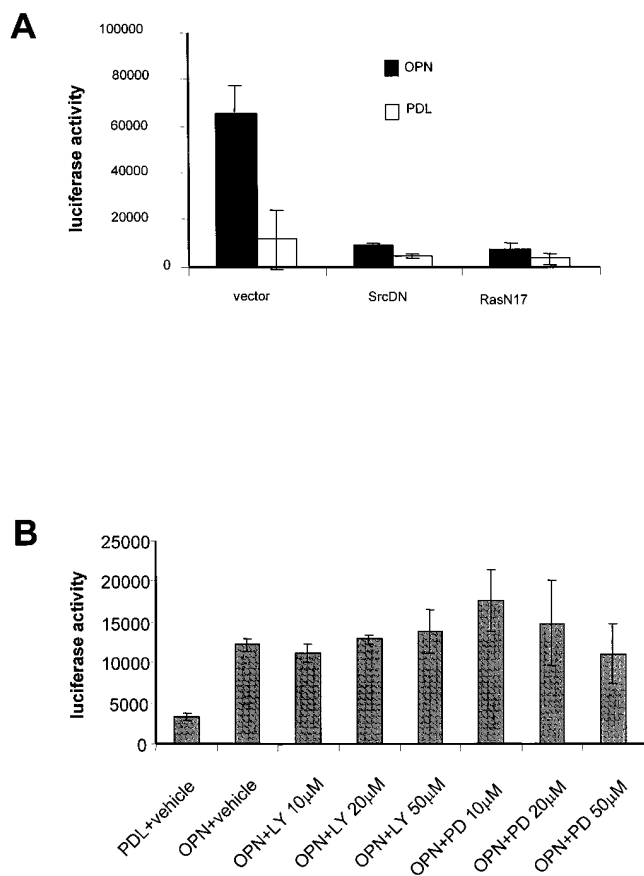 A
100000
80000
60000
40000
20000
0
luciferase activity
OPN
PDL
vector
SrcDN
RasN17
B
25000
20000
15000
10000
5000
0
luciferase activity
PDL+vehicle
OPN+vehicle
OPN+LY 10µM
OPN+LY 20µM
OPN+LY 50µM
OPN+PD 10µM
OPN+PD 20µM
OPN+PD 50µM